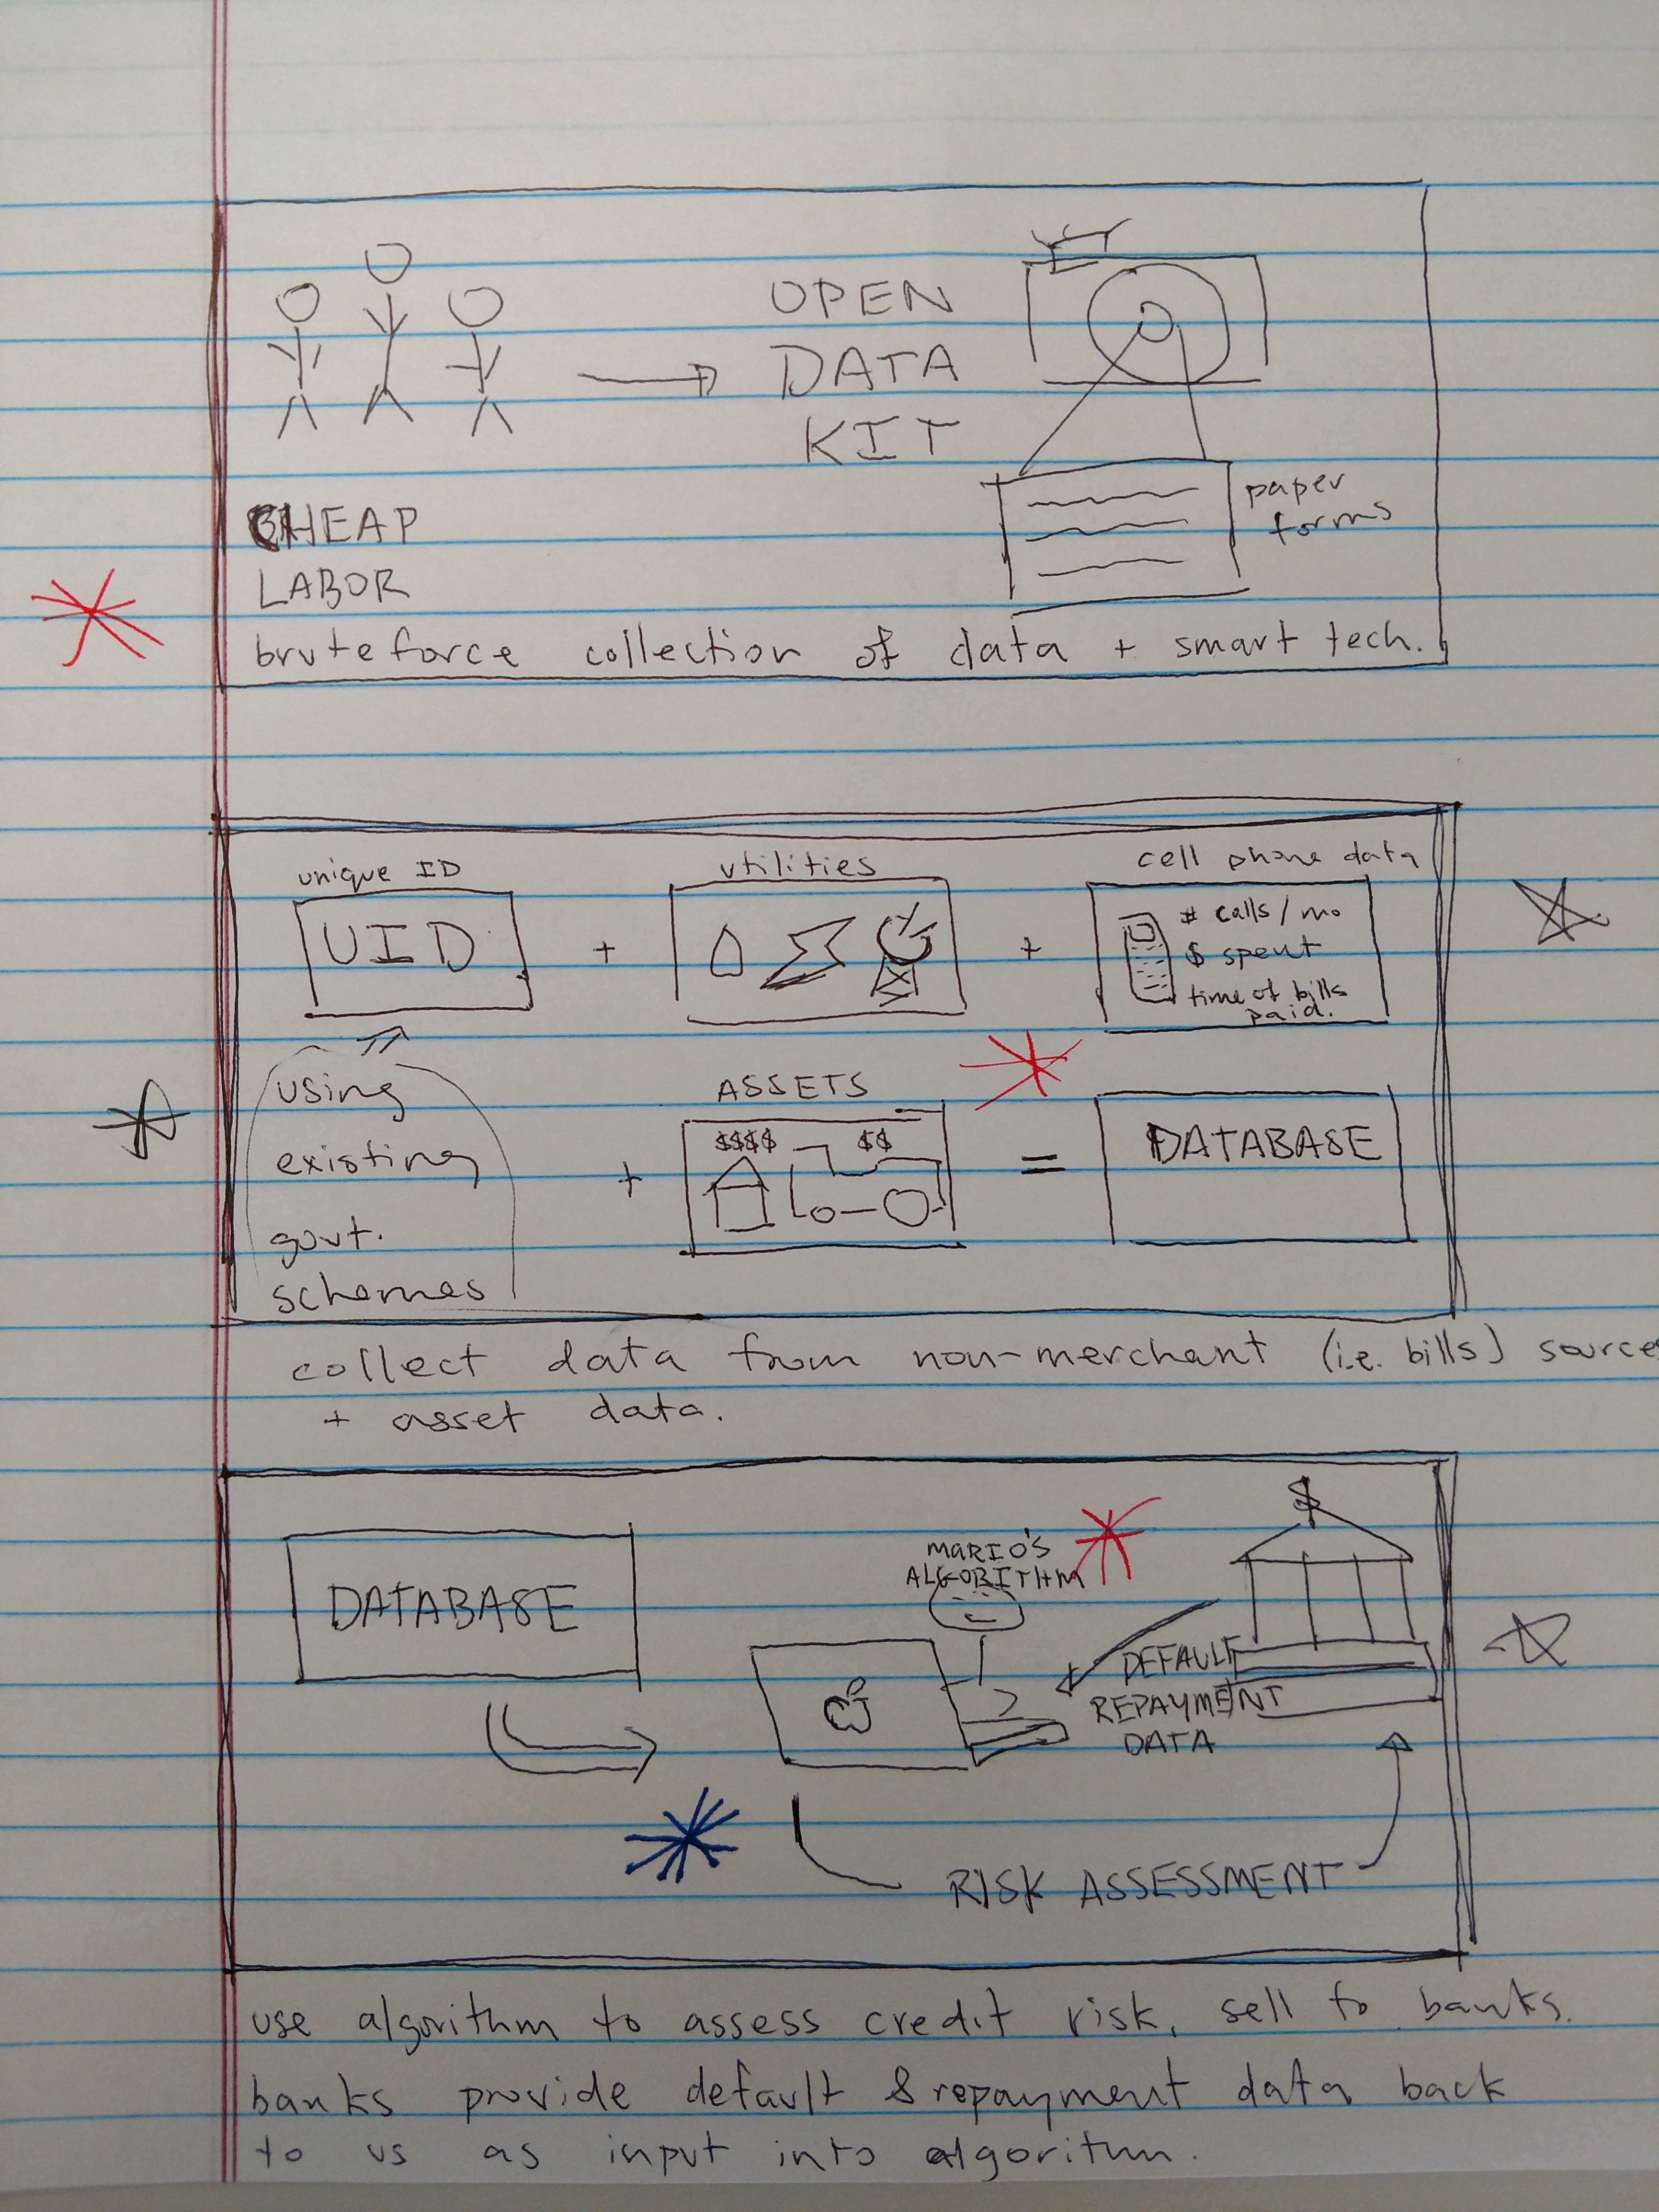 OPEN
DATA
KIT
paper
forms
CHEAP
LABOR
bruteforce collection of data + smart tech.
unique ID
utilities
cell phone data
UID
+
+
# calls/mo
$ spent
time of bills
paid.
using
existing
govt.
schemes
ASSETS
+
$$$$ $$
=
DATABASE
collect data from non-merchant (i.e. bills) source
+ asset data.
DATABASE
MARIO'S
ALGORITHM
$
DEFAULT
REPAYMENT
DATA
RISK ASSESSMENT
use algorithm to assess credit risk, sell to banks.
banks provide default & repayment data back
to us as input into algoritum.